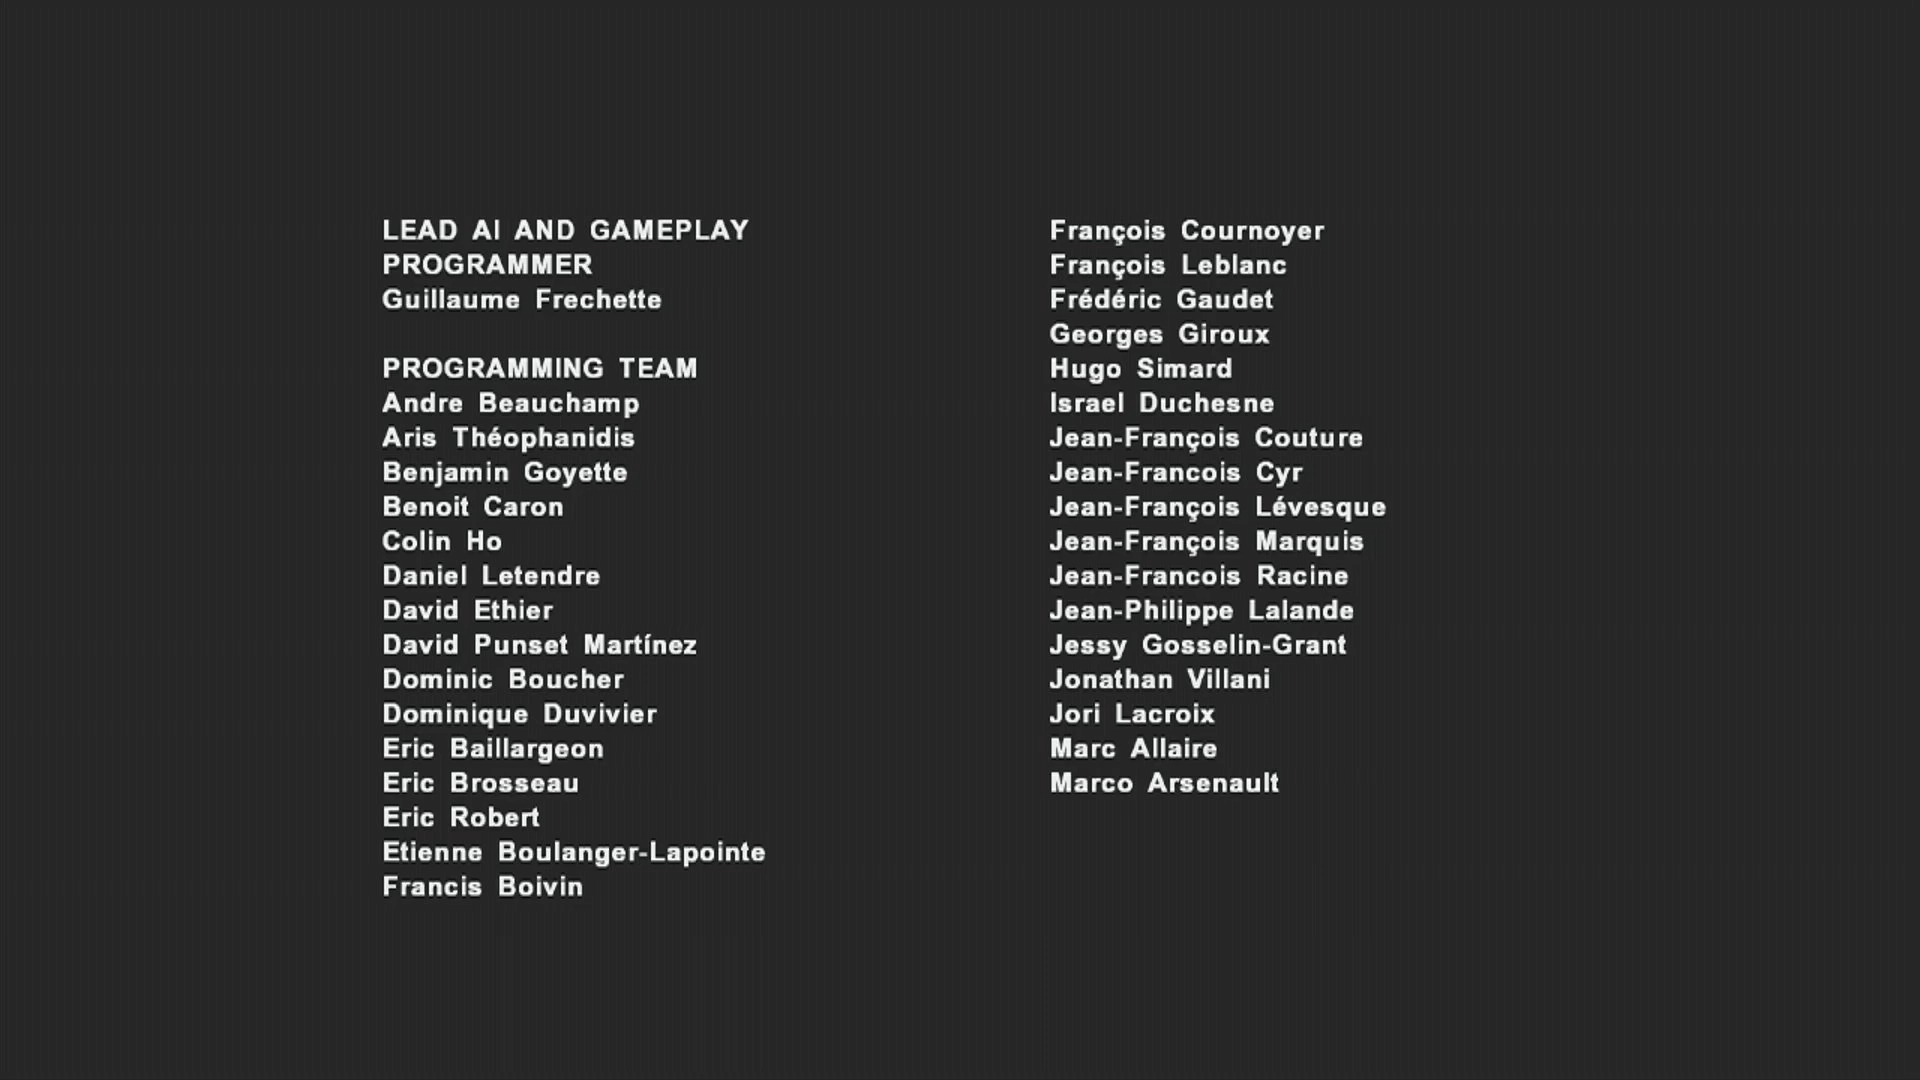 LEAD AI AND GAMEPLAY
PROGRAMMER
Guillaume Frechette
PROGRAMMING TEAM
Andre Beauchamp
Aris Théophanidis
Benjamin Goyette
Benoit Caron
Colin Ho
Daniel Letendre
David Ethier
David Punset Martínez
Dominic Boucher
Dominique Duvivier
Eric Baillargeon
Eric Brosseau
Eric Robert
Etienne Boulanger-Lapointe
Francis Boivin
François Cournoyer
François Leblanc
Frédéric Gaudet
Georges Giroux
Hugo Simard
Israel Duchesne
Jean-François Couture
Jean-Francois Cyr
Jean-François Lévesque
Jean-François Marquis
Jean-Francois Racine
Jean-Philippe Lalande
Jessy Gosselin-Grant
Jonathan Villani
Jori Lacroix
Marc Allaire
Marco Arsenault